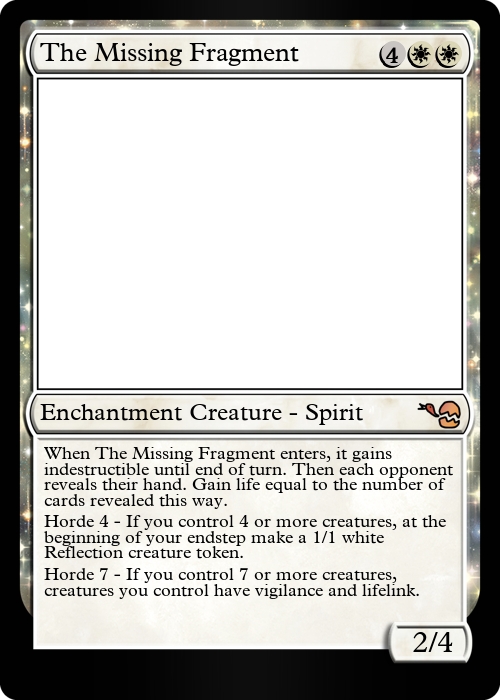 The Missing Fragment 4
Enchantment Creature - Spirit
When The Missing Fragment enters, it gains
indestructible until end of turn. Then each opponent
reveals their hand. Gain life equal to the number of
cards revealed this way.
Horde 4 - If you control 4 or more creatures, at the
beginning of your endstep make a 1/1 white
Reflection creature token.
Horde 7 - If you control 7 or more creatures,
creatures you control have vigilance and lifelink.
2/4